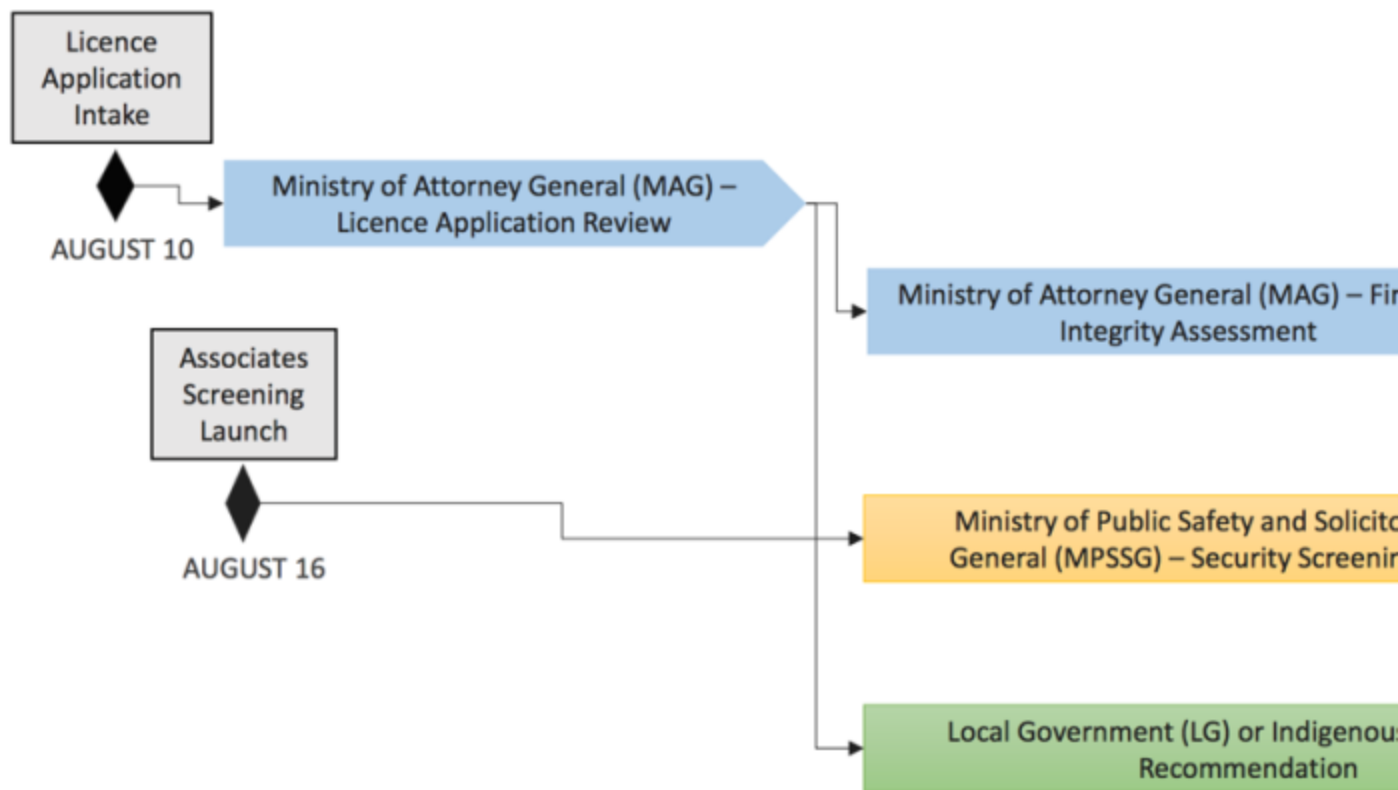 Licence
Application
Intake
AUGUST 10
Ministry of Attorney General (MAG) –
Licence Application Review
Ministry of Attorney General (MAG) –
Integrity Assessment
Associates
Screening
Launch
AUGUST 16
Ministry of Public Safety and
General (MPSSG) – Security
Local Government (LG) or
Recommendation